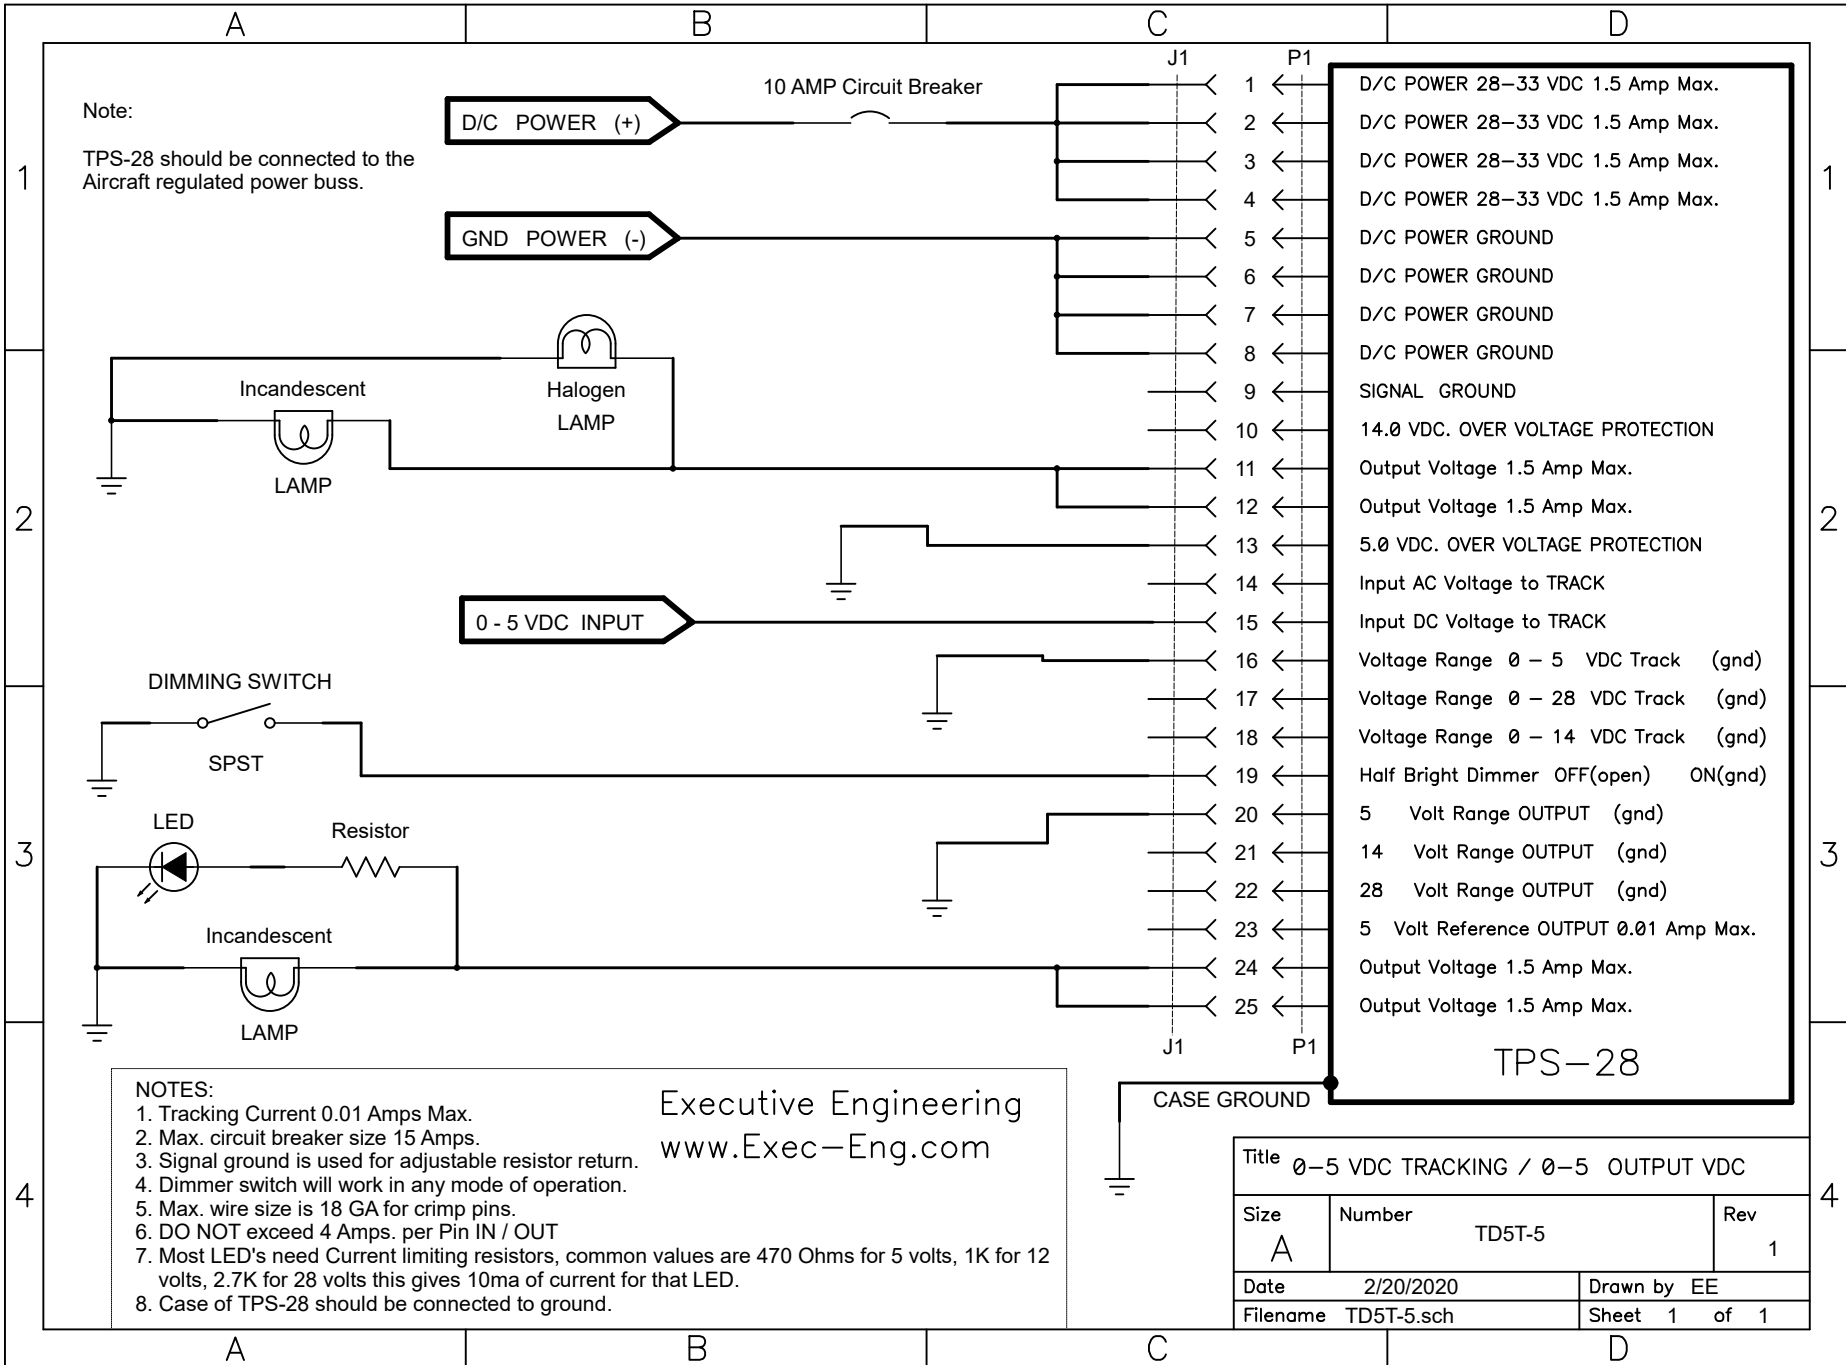 A B C D
J1 P1
Note:
TPS-28 should be connected to the
Aircraft regulated power buss.
D/C POWER (+)
10 AMP Circuit Breaker
GND POWER (-)
1
1
Halogen
LAMP
Incandescent
LAMP
0 - 5 VDC INPUT
2
2
DIMMING SWITCH
SPST
LED
Resistor
Incandescent
LAMP
3
3
1 D/C POWER 28-33 VDC 1.5 Amp Max.
2 D/C POWER 28-33 VDC 1.5 Amp Max.
3 D/C POWER 28-33 VDC 1.5 Amp Max.
4 D/C POWER 28-33 VDC 1.5 Amp Max.
5 D/C POWER GROUND
6 D/C POWER GROUND
7 D/C POWER GROUND
8 D/C POWER GROUND
9 SIGNAL GROUND
10 14.0 VDC. OVER VOLTAGE PROTECTION
11 Output Voltage 1.5 Amp Max.
12 Output Voltage 1.5 Amp Max.
13 5.0 VDC. OVER VOLTAGE PROTECTION
14 Input AC Voltage to TRACK
15 Input DC Voltage to TRACK
16 Voltage Range 0 - 5 VDC Track (gnd)
17 Voltage Range 0 - 28 VDC Track (gnd)
18 Voltage Range 0 - 14 VDC Track (gnd)
19 Half Bright Dimmer OFF(open) ON(gnd)
20 5 Volt Range OUTPUT (gnd)
21 14 Volt Range OUTPUT (gnd)
22 28 Volt Range OUTPUT (gnd)
23 5 Volt Reference OUTPUT 0.01 Amp Max.
24 Output Voltage 1.5 Amp Max.
25 Output Voltage 1.5 Amp Max.
J1 P1
TPS-28
CASE GROUND
NOTES:
1. Tracking Current 0.01 Amps Max.
2. Max. circuit breaker size 15 Amps.
3. Signal ground is used for adjustable resistor return.
4. Dimmer switch will work in any mode of operation.
5. Max. wire size is 18 GA for crimp pins.
6. DO NOT exceed 4 Amps. per Pin IN / OUT
7. Most LED's need Current limiting resistors, common values are 470 Ohms for 5 volts, 1K for 12
volts, 2.7K for 28 volts this gives 10ma of current for that LED.
8. Case of TPS-28 should be connected to ground.
Executive Engineering
www.Exec-Eng.com
4
4
Title 0-5 VDC TRACKING / 0-5 OUTPUT VDC
Size A
Number TD5T-5
Rev 1
Date 2/20/2020
Drawn by EE
Filename TD5T-5.sch
Sheet 1 of 1
A B C D